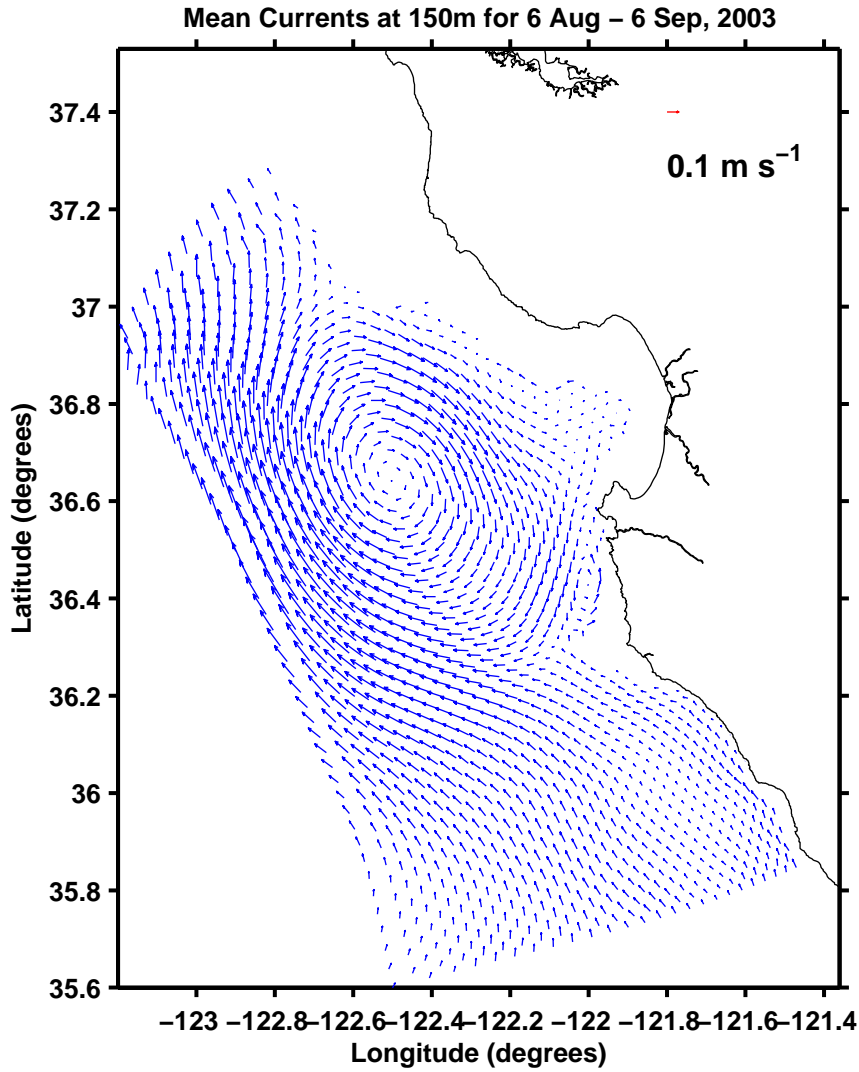 Mean Currents at 150m for 6 Aug – 6 Sep, 2003
0.1 m s⁻¹
37.4
37.2
37
36.8
36.6
36.4
36.2
36
35.8
35.6
Latitude (degrees)
−123 −122.8 −122.6 −122.4 −122.2 −122 −121.8 −121.6 −121.4
Longitude (degrees)